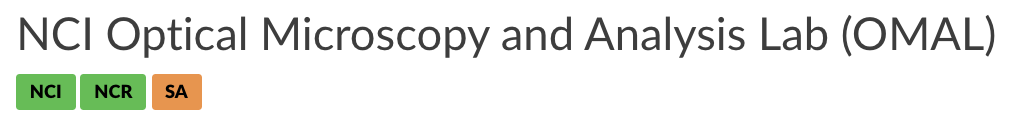 NCI Optical Microscopy and Analysis Lab (OMAL)
NCI NCR SA